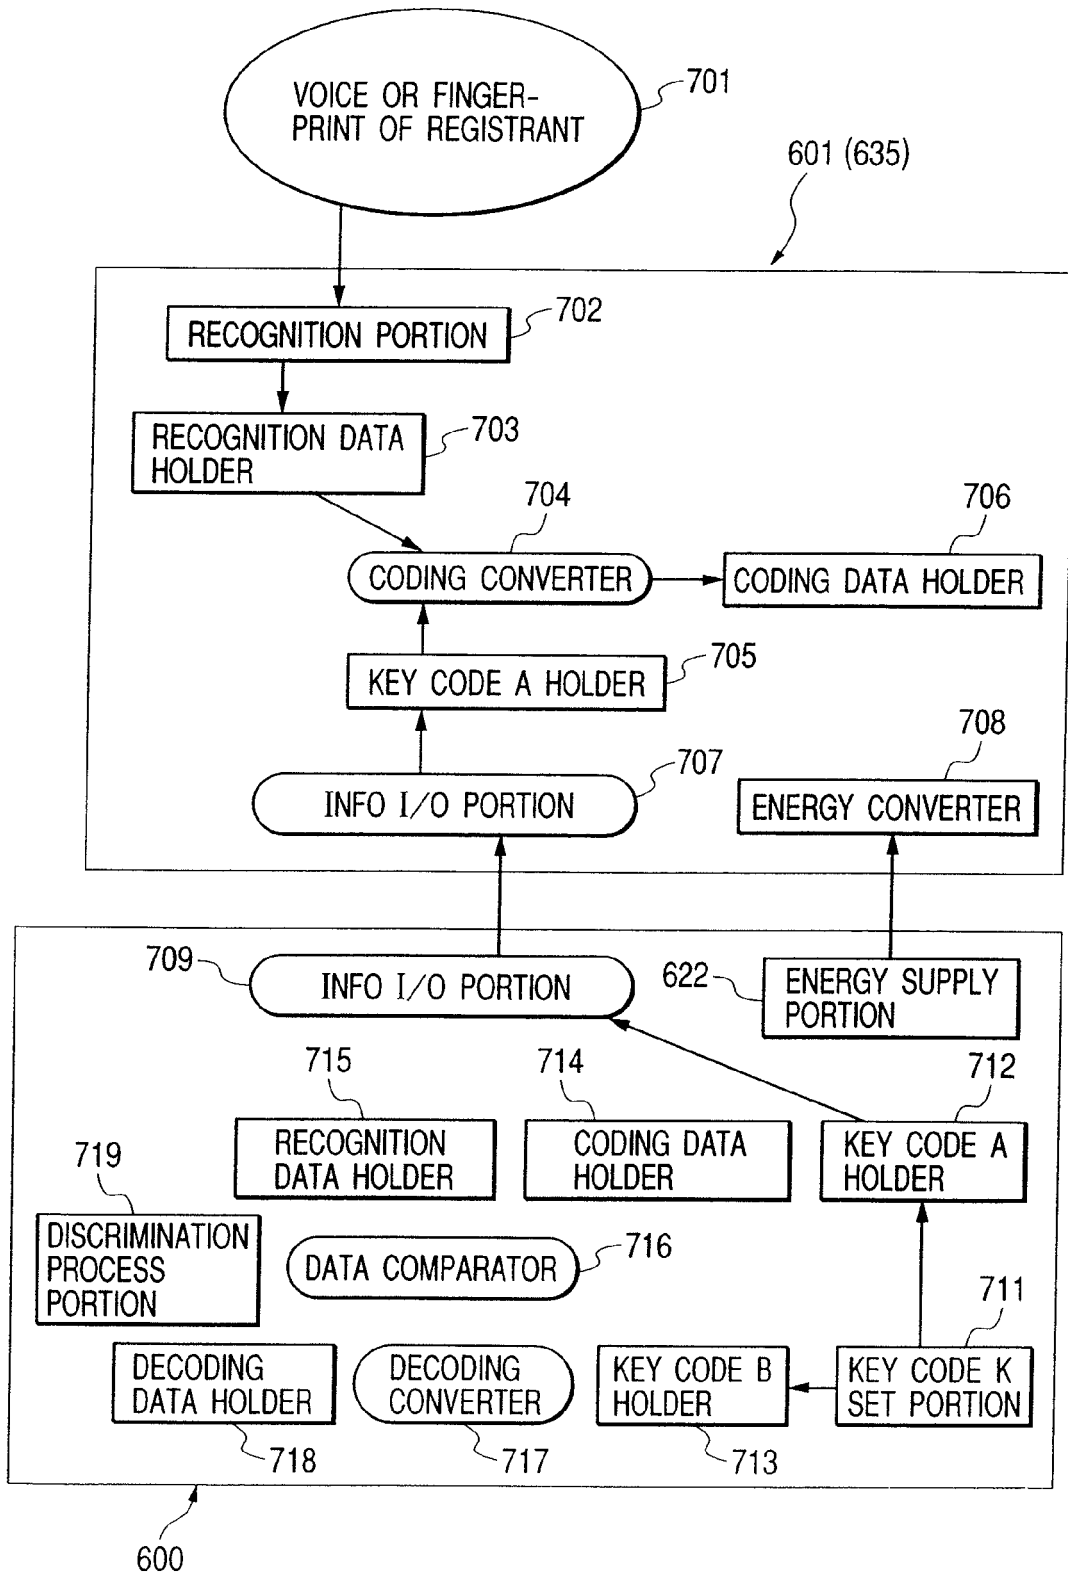 VOICE OR FINGER-
PRINT OF REGISTRANT
701
601 (635)
RECOGNITION PORTION
702
RECOGNITION DATA
HOLDER
703
704
706
CODING CONVERTER
CODING DATA HOLDER
KEY CODE A HOLDER
705
708
707
INFO I/O PORTION
ENERGY CONVERTER
709
INFO I/O PORTION
622
ENERGY SUPPLY
PORTION
715
714
712
RECOGNITION
DATA HOLDER
CODING DATA
HOLDER
KEY CODE A
HOLDER
719
DISCRIMINATION
PROCESS
PORTION
DATA COMPARATOR
716
711
DECODING
DATA HOLDER
DECODING
CONVERTER
KEY CODE B
HOLDER
KEY CODE K
SET PORTION
718
717
713
600